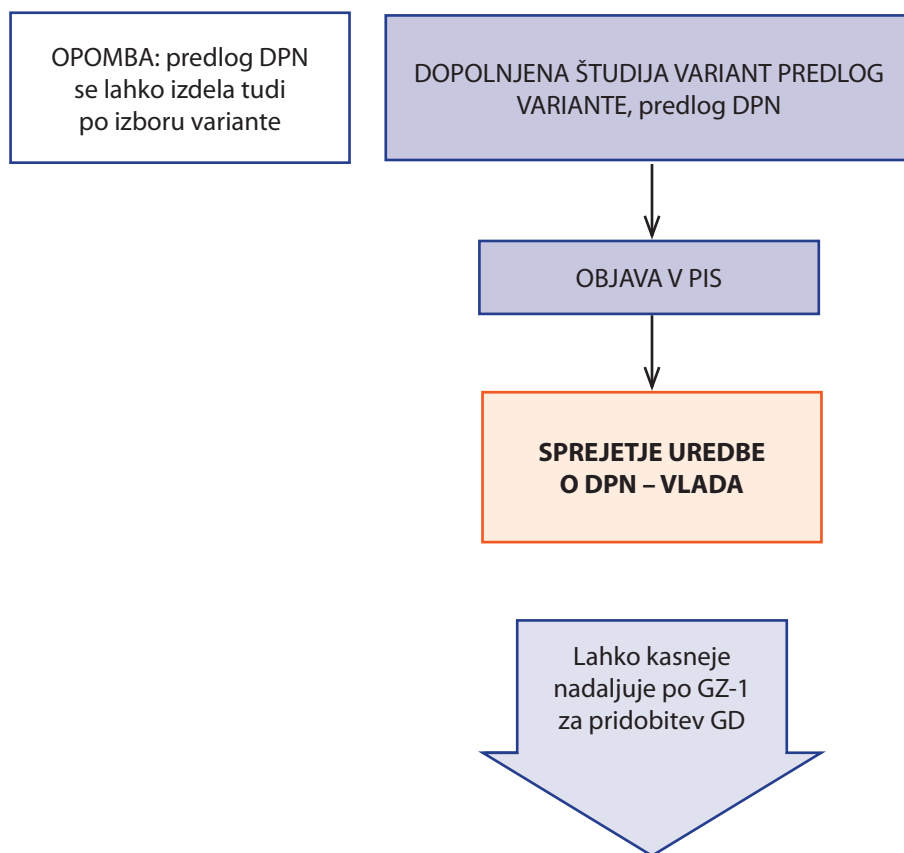 OPOMBA: predlog DPN
se lahko izdela tudi
po izboru variante
DOPOLNJENA ŠTUDIJA VARIANT PREDLOG
VARIANTE, predlog DPN
OBJAVA V PIS
SPREJETJE UREDBE
O DPN – VLADA
Lahko kasneje
nadaljuje po GZ-1
za pridobitev GD